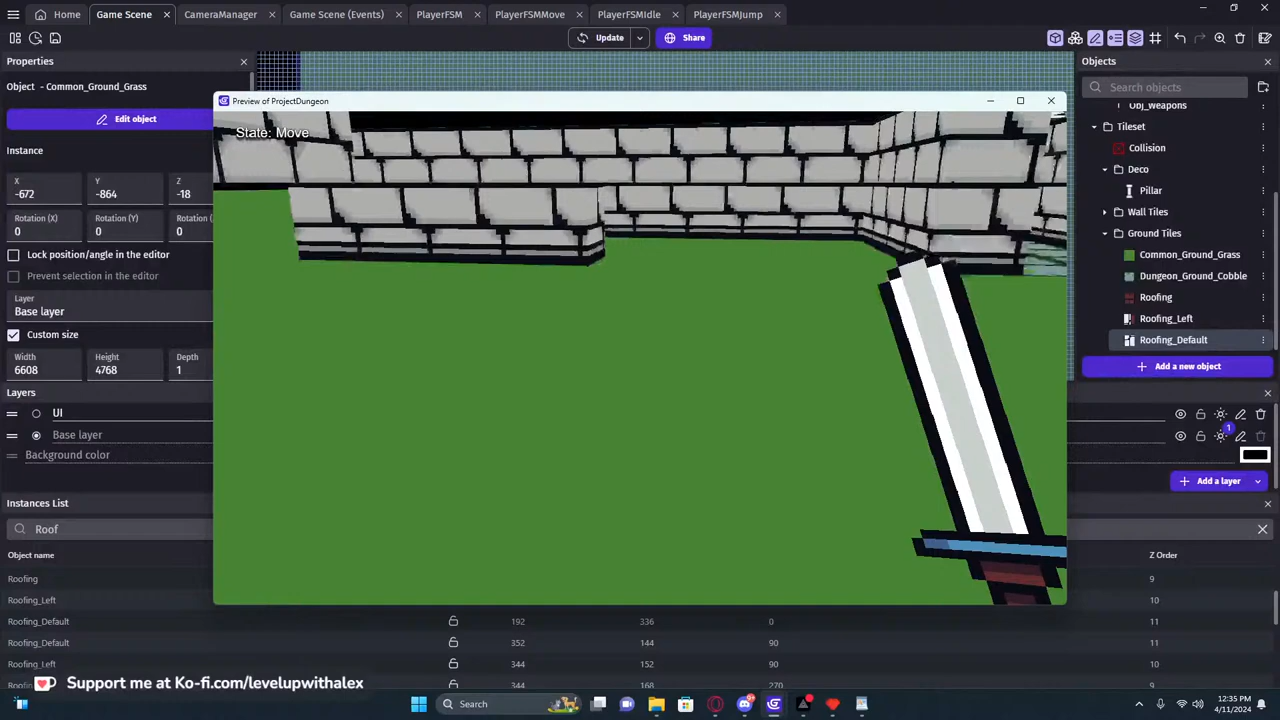 Home
Game Scene
CameraManager
Game Scene (Events)
PlayerFSM
PlayerFSMMove
PlayerFSMIdle
PlayerFSMJump
Update
Share
Properties
Objects
Object - Common_Ground_Grass
Search objects
Edit object
Preview of ProjectDungeon
State: Move
Instance
X
-672
Y
-864
Z
-18
Rotation (X)
0
Rotation (Y)
0
Rotation (
0
Lock position/angle in the editor
Prevent selection in the editor
Layer
Base layer
Custom size
Width
6608
Height
4768
Depth
1
Obj_Weapons
Tileset
Collision
Deco
Pillar
Wall Tiles
Ground Tiles
Common_Ground_Grass
Dungeon_Ground_Cobble
Roofing
Roofing_Left
Roofing_Default
Add a new object
Layers
UI
Base layer
1
Background color
Add a layer
Instances List
Roof
Object name
Z Order
Roofing
9
Roofing_Left
10
Roofing_Default 192 336 0 11
Roofing_Default 352 144 90 11
Roofing_Left 344 152 90 10
Roofing_Left 344 168 270 9
Support me at Ko-fi.com/levelupwithalex
Search
12:35 PM
4/11/2024